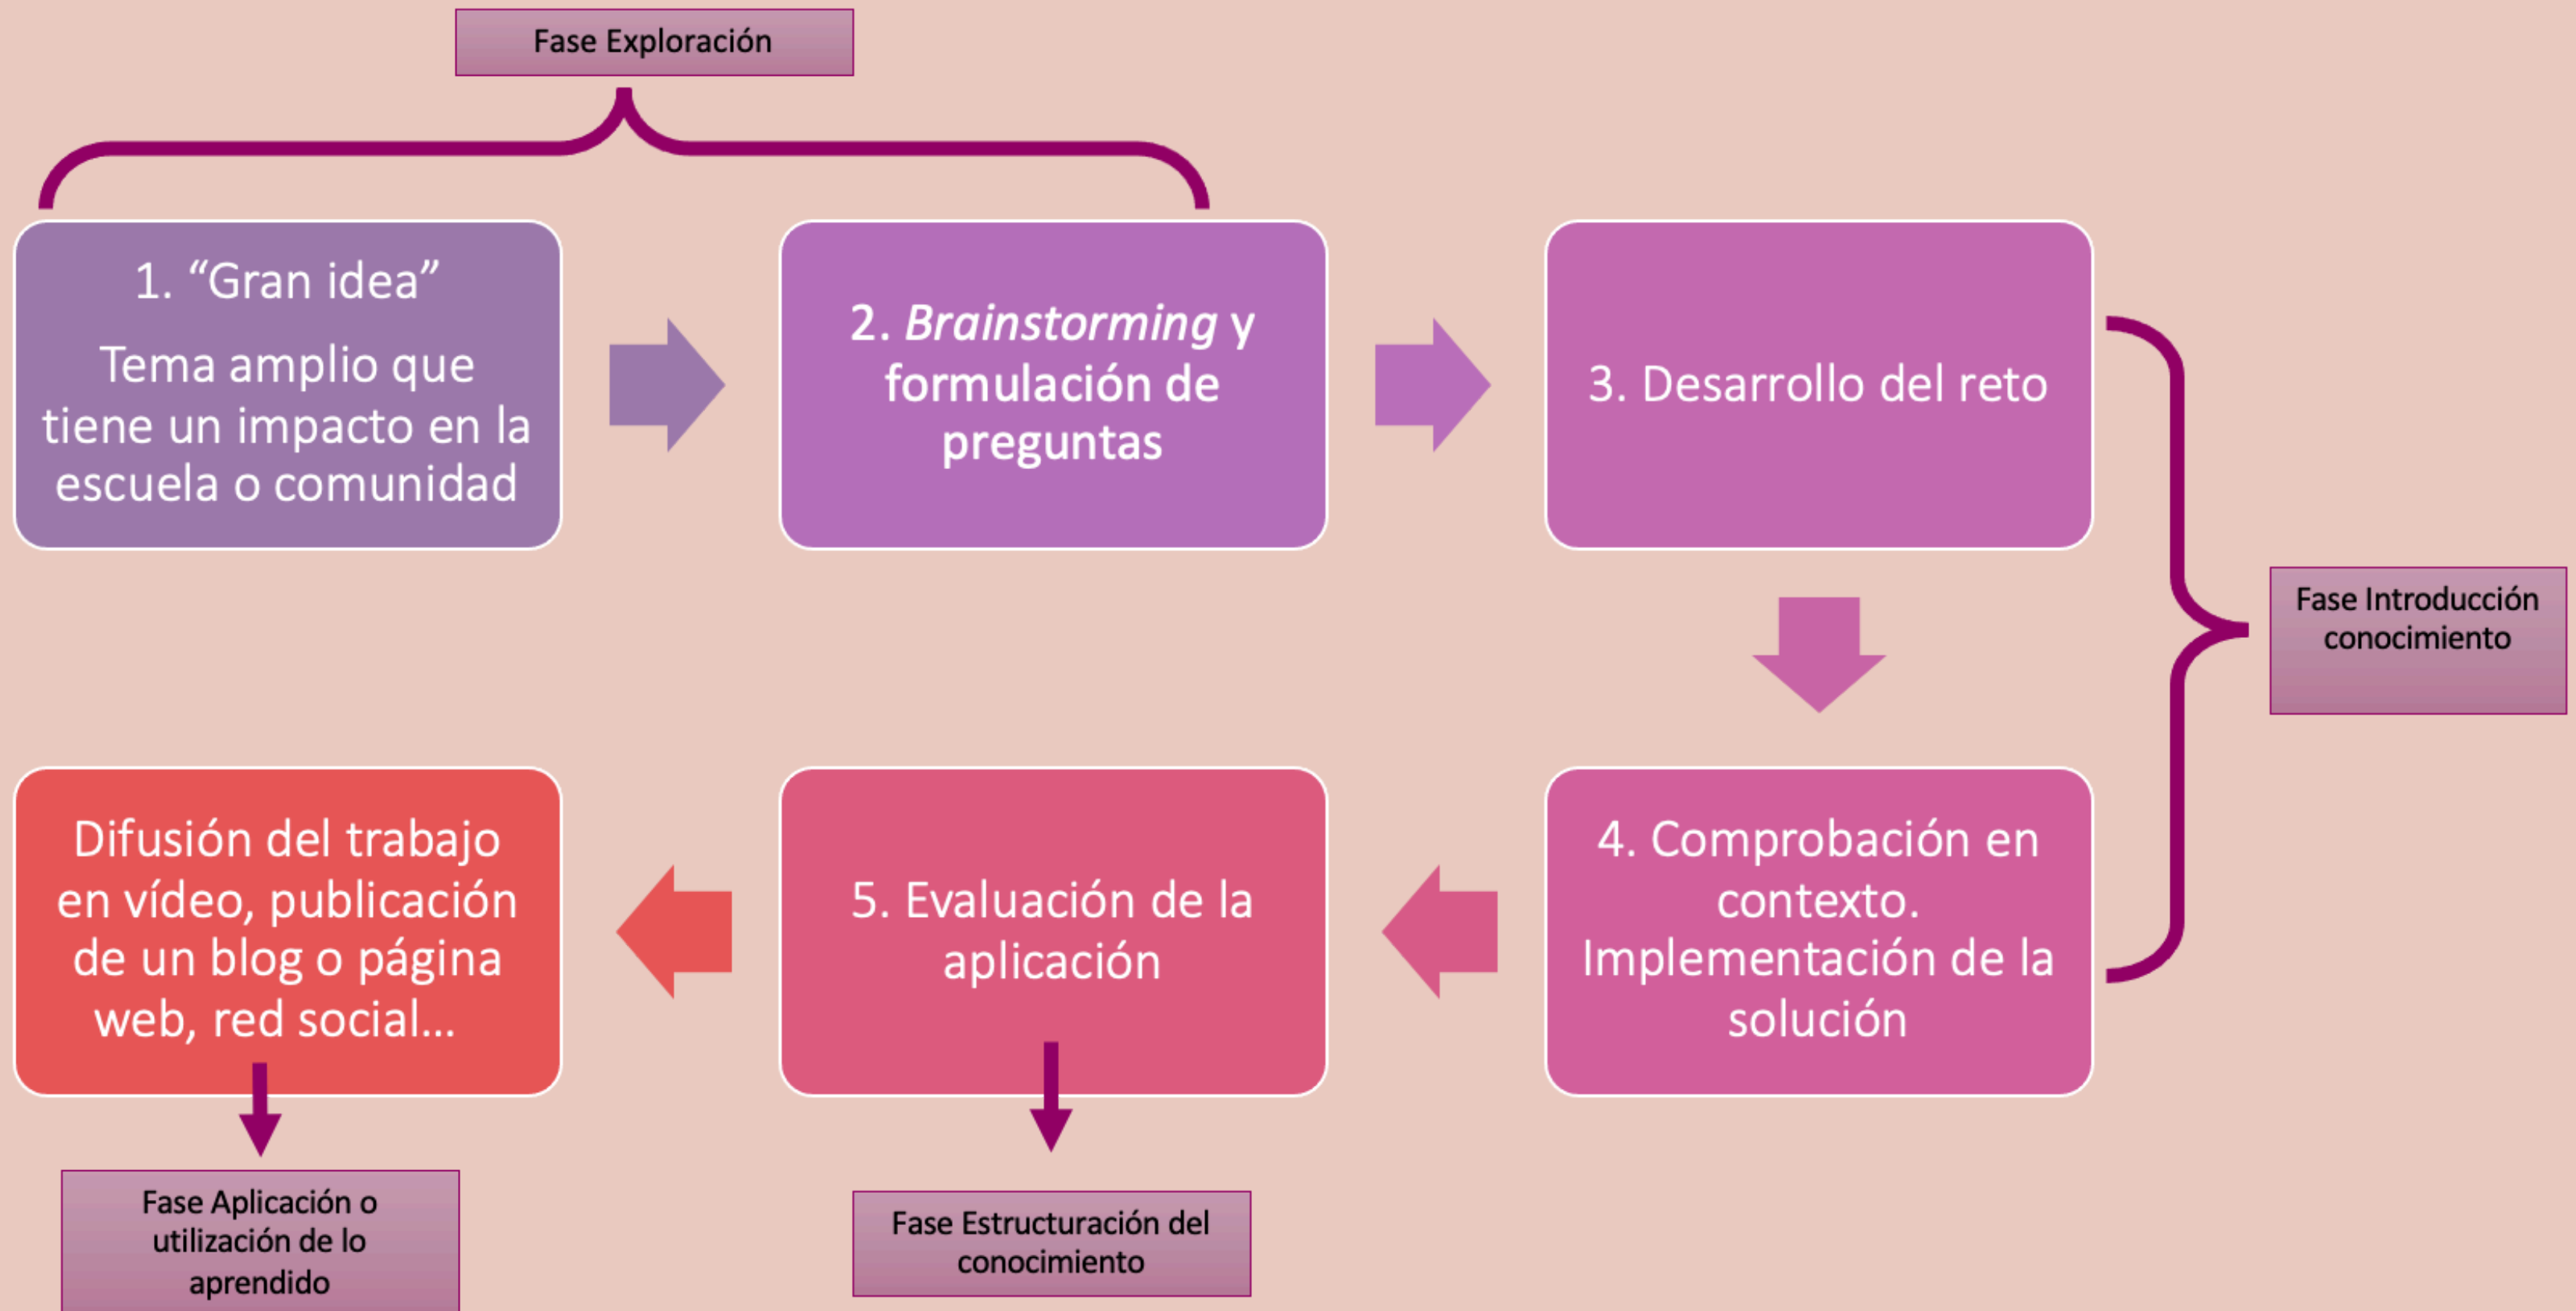 Fase Exploración
1. “Gran idea”
Tema amplio que
tiene un impacto en la
escuela o comunidad
2. Brainstorming y
formulación de
preguntas
3. Desarrollo del reto
Fase Introducción
conocimiento
4. Comprobación en
contexto.
Implementación de la
solución
5. Evaluación de la
aplicación
Difusión del trabajo
en vídeo, publicación
de un blog o página
web, red social...
Fase Estructuración del
conocimiento
Fase Aplicación o
utilización de lo
aprendido